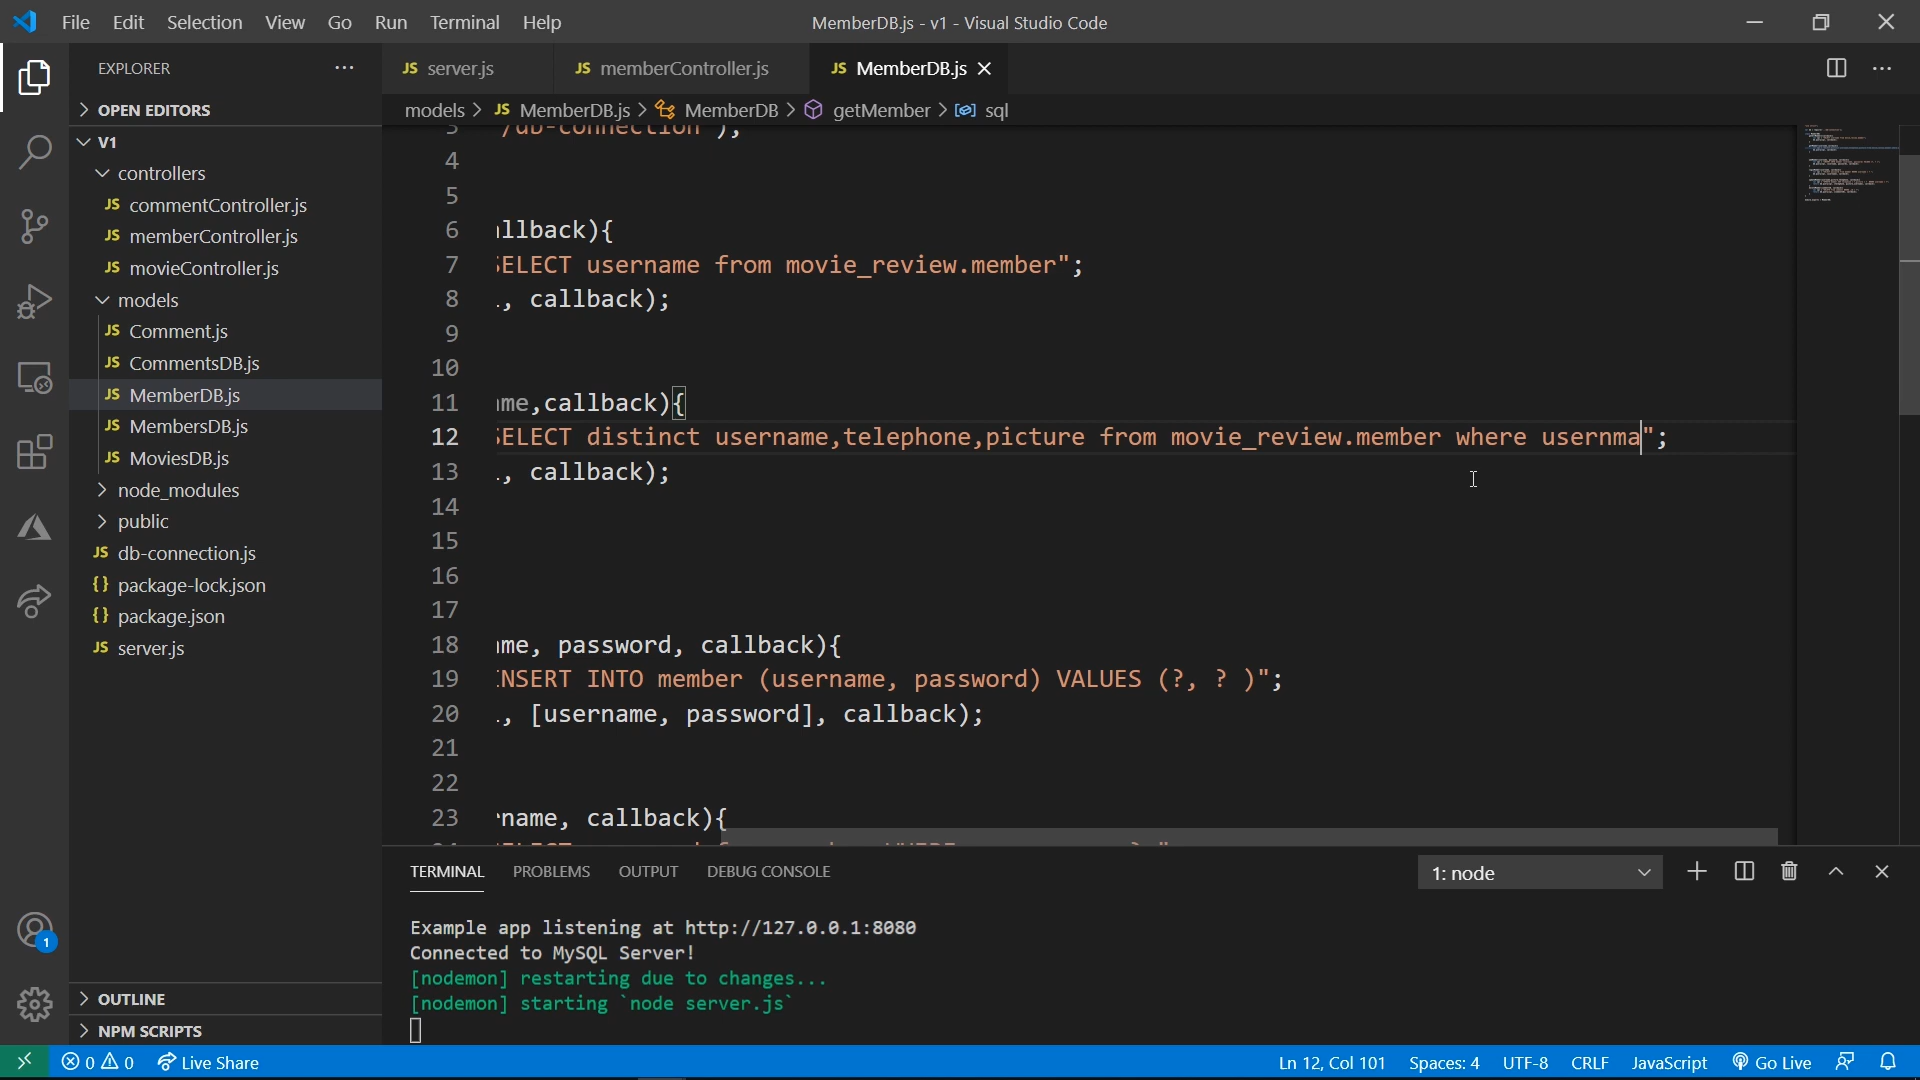 File Edit Selection View Go Run Terminal Help
MemberDB.js - v1 - Visual Studio Code
EXPLORER
OPEN EDITORS
V1
controllers
JS commentController.js
JS memberController.js
JS movieController.js
models
JS Comment.js
JS CommentsDB.js
JS MemberDB.js
JS MembersDB.js
JS MoviesDB.js
node_modules
public
JS db-connection.js
{} package-lock.json
{} package.json
JS server.js
OUTLINE
NPM SCRIPTS
JS server.js
JS memberController.js
JS MemberDB.js
models > JS MemberDB.js > MemberDB > getMember > sql
3 /db-connection');
4
5
6 llback){
7 SELECT username from movie_review.member";
8 , callback);
9
10
11 me,callback){
12 SELECT distinct username,telephone,picture from movie_review.member where usernma";
13 , callback);
14
15
16
17
18 me, password, callback){
19 INSERT INTO member (username, password) VALUES (?, ? )";
20 , [username, password], callback);
21
22
23 name, callback){
TERMINAL PROBLEMS OUTPUT DEBUG CONSOLE
1: node
Example app listening at http://127.0.0.1:8080
Connected to MySQL Server!
[nodemon] restarting due to changes...
[nodemon] starting `node server.js`
1
0 0 Live Share
Ln 12, Col 101 Spaces: 4 UTF-8 CRLF JavaScript Go Live